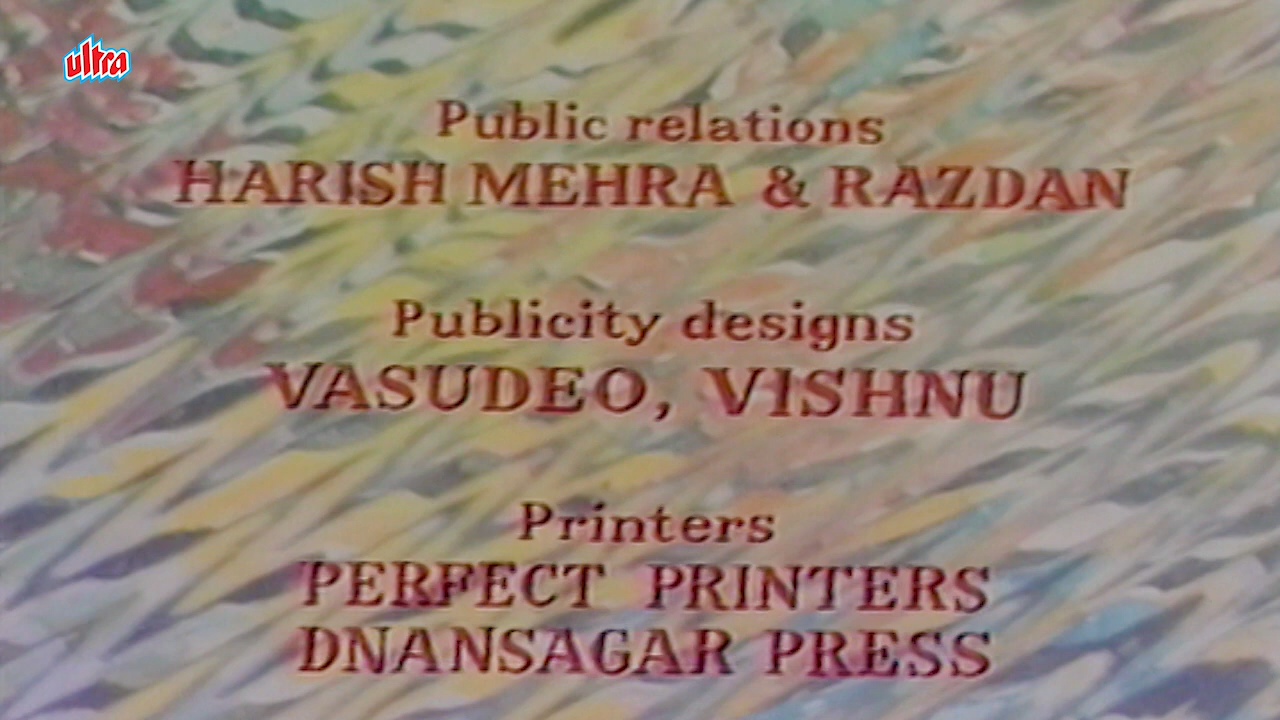 ultra
Public relations
HARISH MEHRA & RAZDAN
Publicity designs
VASUDEO, VISHNU
Printers
PERFECT PRINTERS
DNANSAGAR PRESS